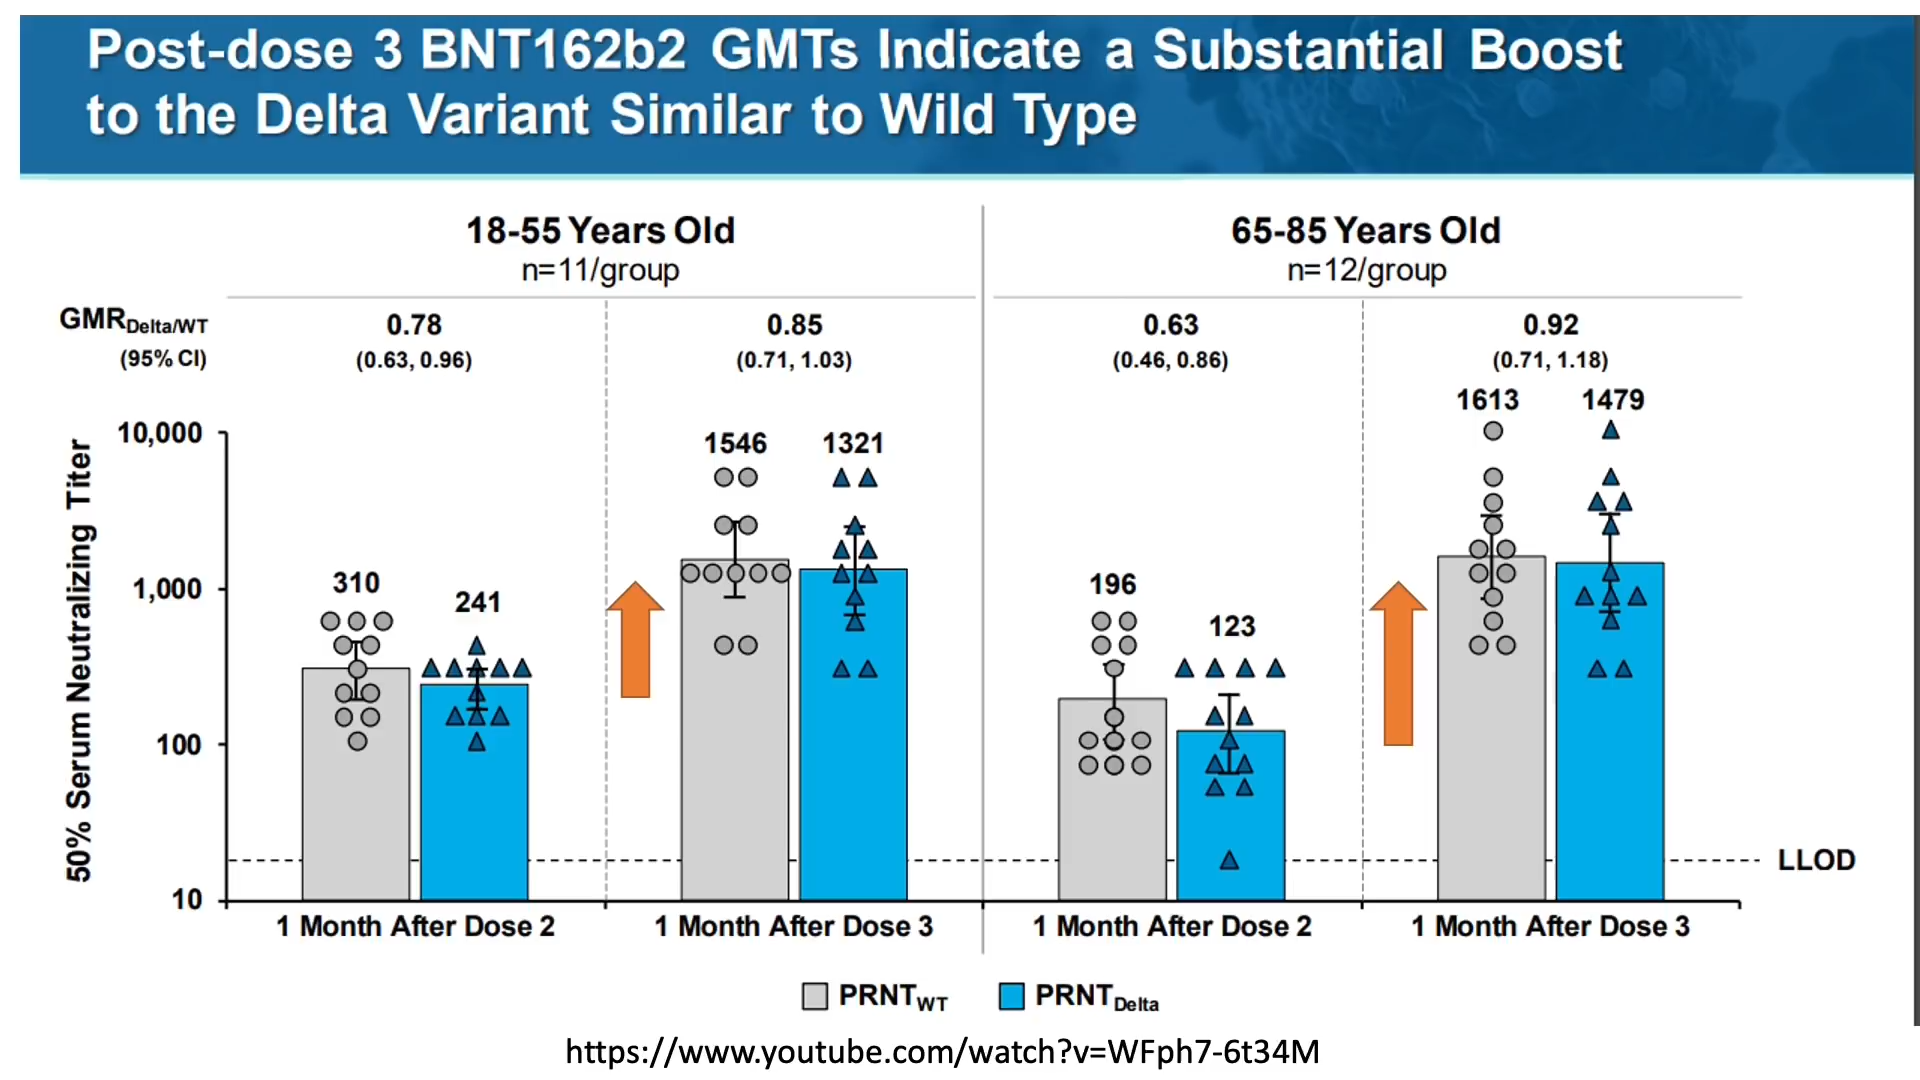 Post-dose 3 BNT162b2 GMTs Indicate a Substantial Boost
to the Delta Variant Similar to Wild Type
18-55 Years Old
n=11/group
65-85 Years Old
n=12/group
GMRDelta/WT
(95% CI)
0.78
(0.63, 0.96)
0.85
(0.71, 1.03)
0.63
(0.46, 0.86)
0.92
(0.71, 1.18)
50% Serum Neutralizing Titer
10,000
1,000
100
10
310
241
1546
1321
196
123
1613
1479
LLOD
1 Month After Dose 2
1 Month After Dose 3
1 Month After Dose 2
1 Month After Dose 3
PRNTWT
PRNTDelta
https://www.youtube.com/watch?v=WFph7-6t34M